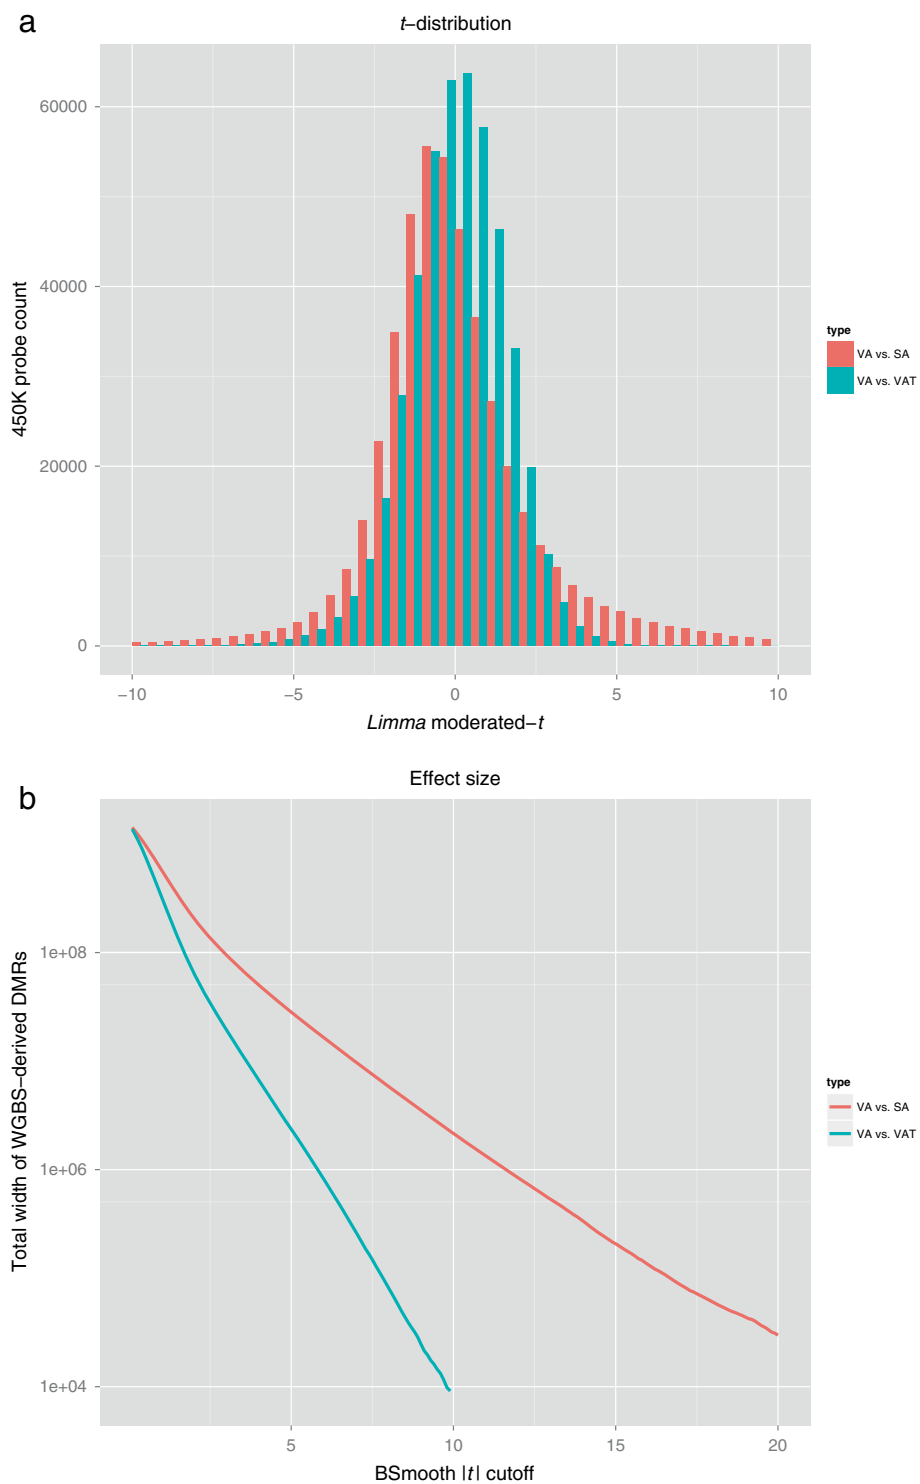 a
t−distribution
60000
40000
20000
0
450K probe count
−10
−5
0
5
10
Limma moderated−t
type
VA vs. SA
VA vs. VAT
b
Effect size
1e+08
1e+06
1e+04
Total width of WGBS−derived DMRs
5
10
15
20
BSmooth |t| cutoff
type
VA vs. SA
VA vs. VAT